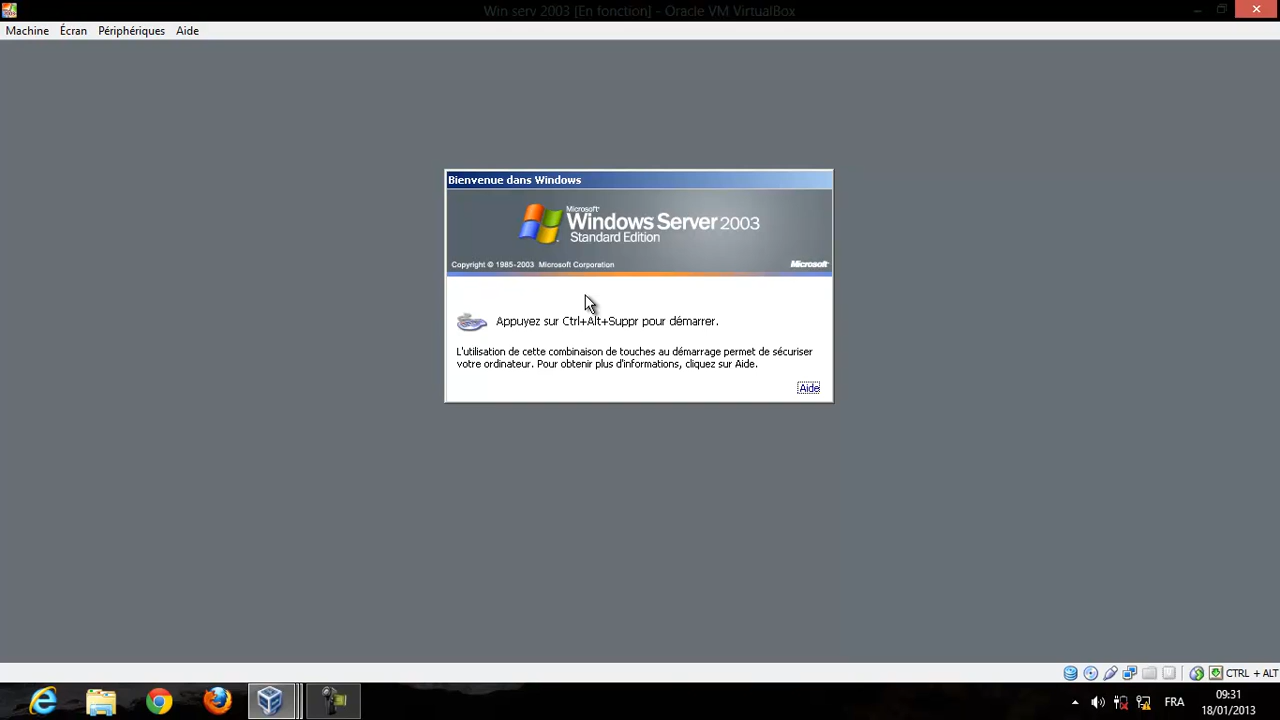 Win serv 2003 [En fonction] - Oracle VM VirtualBox
Machine Écran Périphériques Aide
Bienvenue dans Windows
Microsoft
Windows Server 2003
Standard Edition
Copyright © 1985-2003 Microsoft Corporation
Microsoft
Appuyez sur Ctrl+Alt+Suppr pour démarrer.
L'utilisation de cette combinaison de touches au démarrage permet de sécuriser
votre ordinateur. Pour obtenir plus d'informations, cliquez sur Aide.
Aide
CTRL + ALT
FRA
09:31
18/01/2013